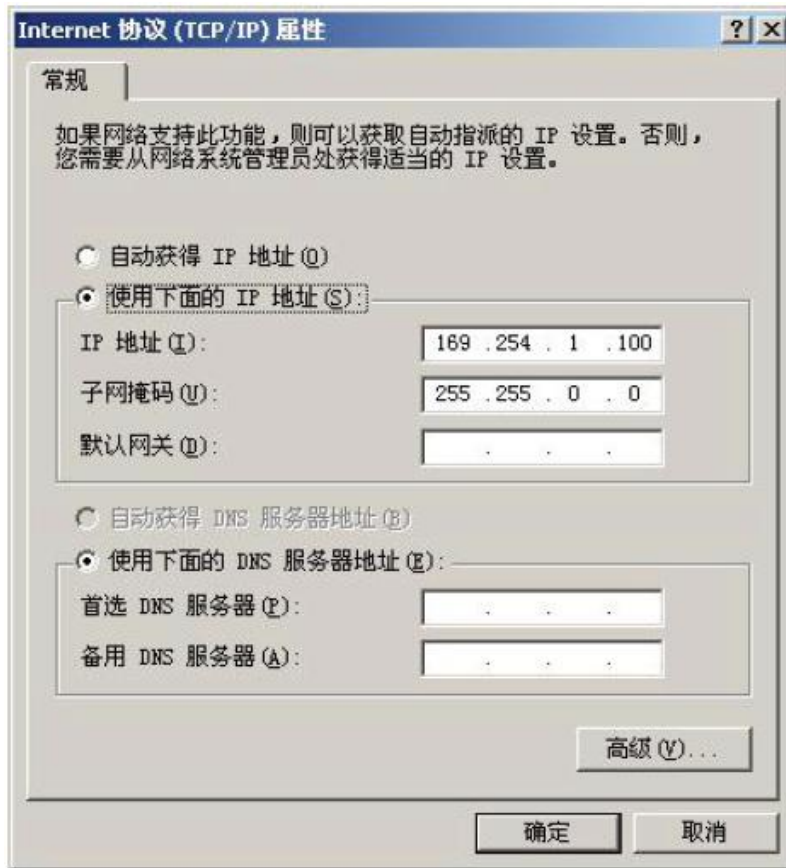 Internet 协议 (TCP/IP) 属性
常规
如果网络支持此功能，则可以获取自动指派的 IP 设置。否则，
您需要从网络系统管理员处获得适当的 IP 设置。
自动获得 IP 地址(O)
使用下面的 IP 地址(S):
IP 地址(I): 169 .254 . 1 .100
子网掩码(U): 255 .255 . 0 . 0
默认网关(D): . . .
自动获得 DNS 服务器地址(B)
使用下面的 DNS 服务器地址(E):
首选 DNS 服务器(P): . . .
备用 DNS 服务器(A): . . .
高级(V)...
确定 取消